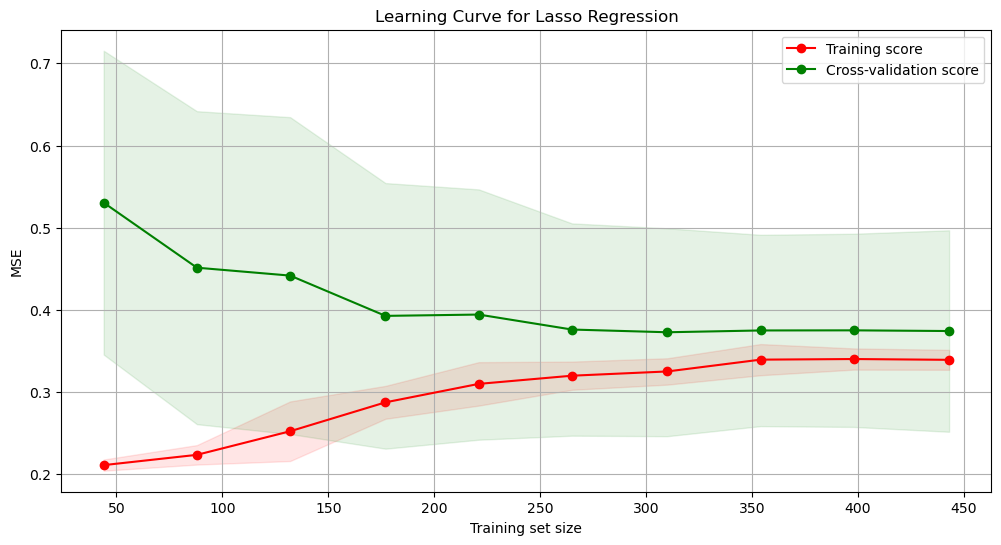 Learning Curve for Lasso Regression
Training score
Cross-validation score
MSE
0.7
0.6
0.5
0.4
0.3
0.2
50 100 150 200 250 300 350 400 450
Training set size